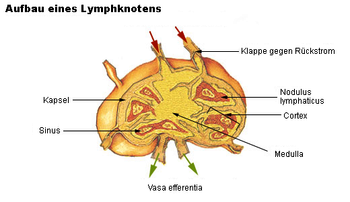 Aufbau eines Lymphknotens
Klappe gegen Rückstrom
Kapsel
Nodulus
lymphaticus
Cortex
Sinus
Medulla
Vasa efferentia